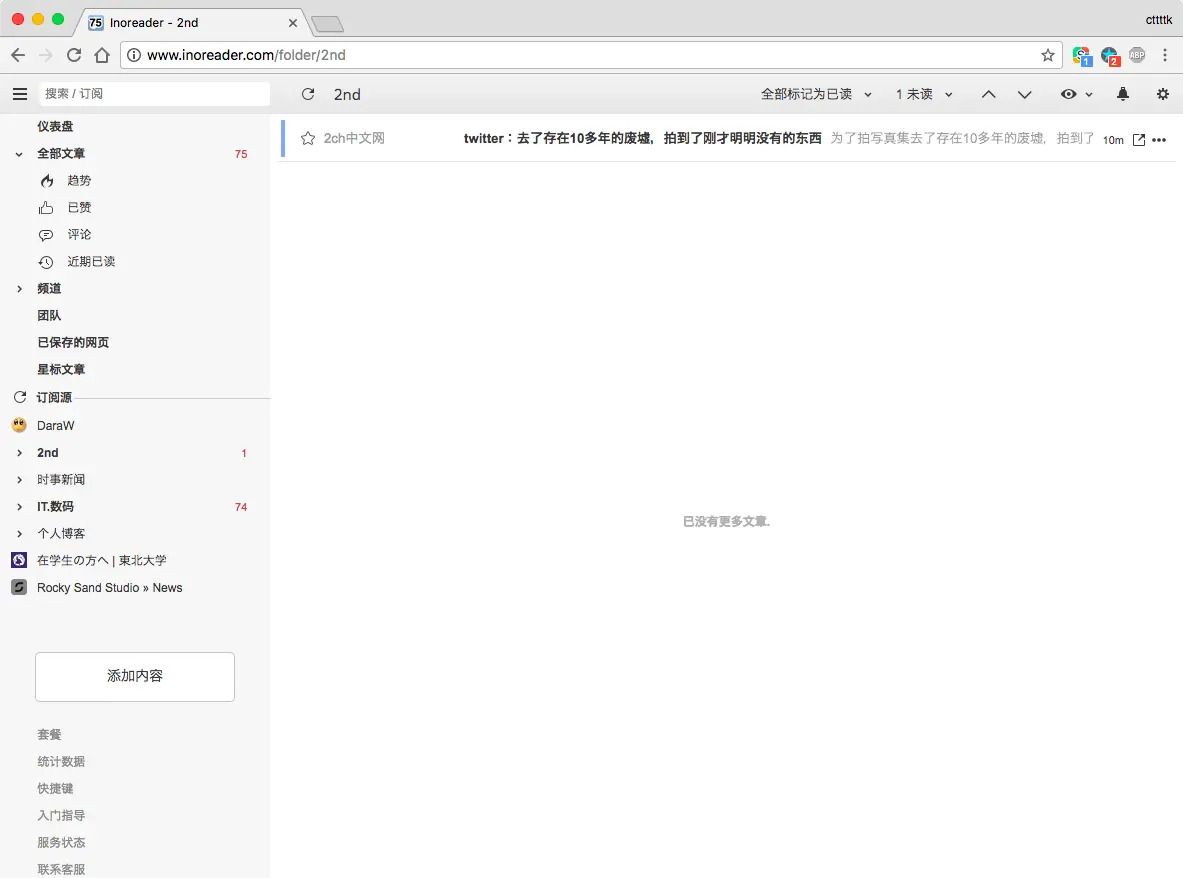 75 Inoreader - 2nd
cttttk
www.inoreader.com/folder/2nd
1
2
ABP
搜索 / 订阅
2nd
全部标记为已读
1 未读
仪表盘
全部文章 75
趋势
已赞
评论
近期已读
频道
团队
已保存的网页
星标文章
订阅源
DaraW
2nd 1
时事新闻
IT.数码 74
个人博客
在学生の方へ | 東北大学
Rocky Sand Studio » News
添加内容
套餐
统计数据
快捷键
入门指导
服务状态
联系客服
2ch中文网 twitter：去了存在10多年的废墟，拍到了刚才明明没有的东西 为了拍写真集去了存在10多年的废墟，拍到了 10m
已没有更多文章.